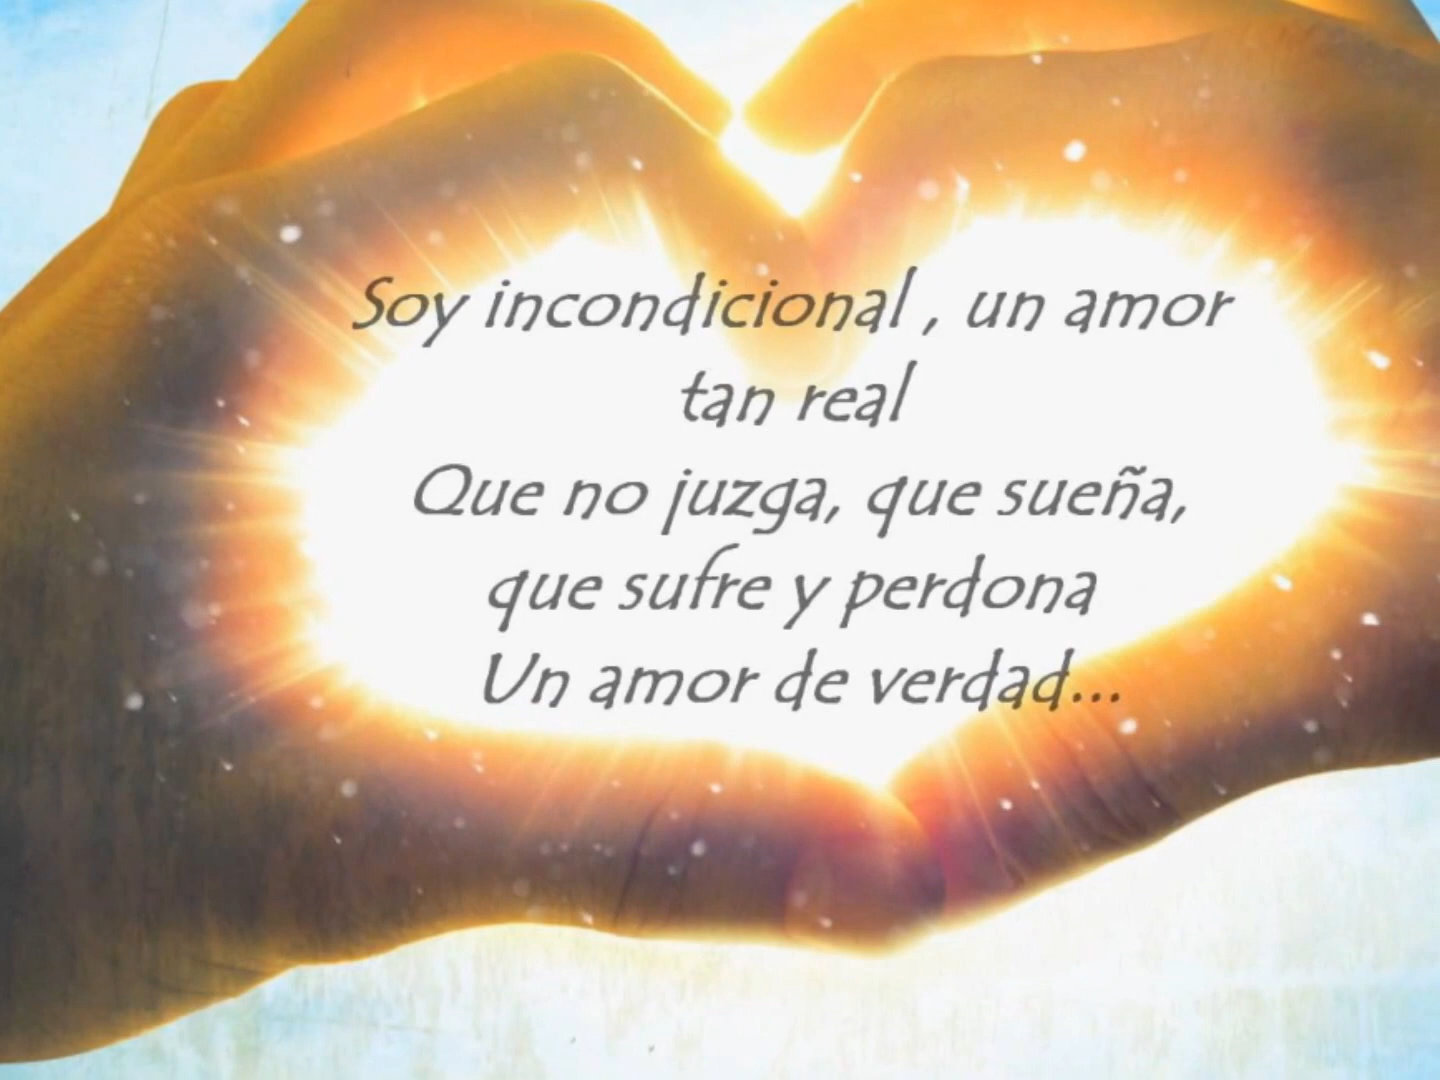 Soy incondicional , un amor
tan real
Que no juzga, que sueña,
que sufre y perdona
Un amor de verdad...